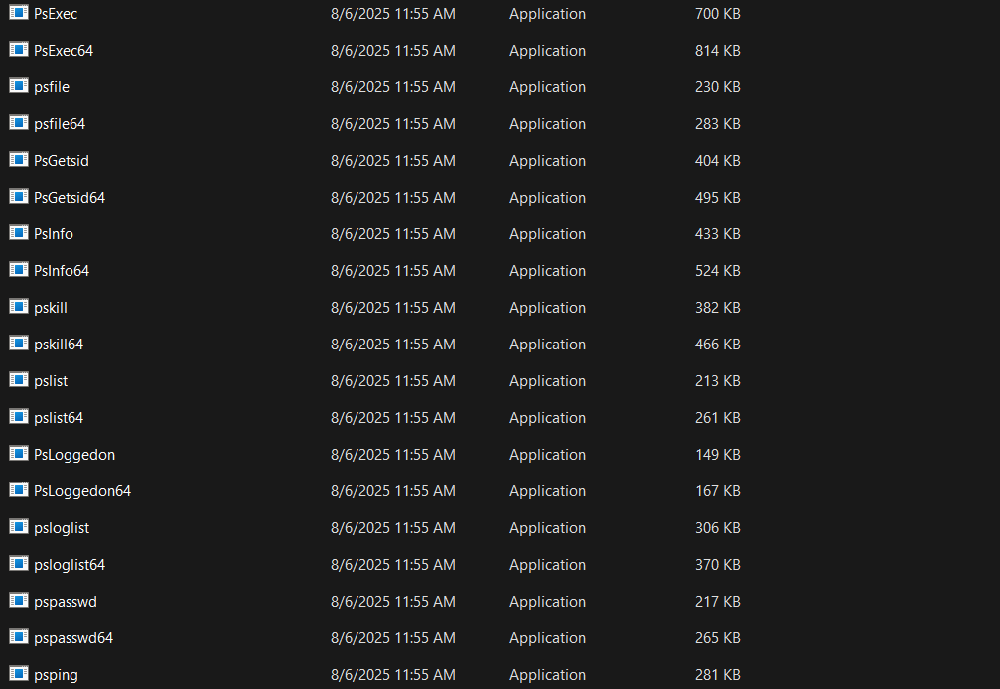 PsExec 8/6/2025 11:55 AM Application 700 KB
PsExec64 8/6/2025 11:55 AM Application 814 KB
psfile 8/6/2025 11:55 AM Application 230 KB
psfile64 8/6/2025 11:55 AM Application 283 KB
PsGetsid 8/6/2025 11:55 AM Application 404 KB
PsGetsid64 8/6/2025 11:55 AM Application 495 KB
PsInfo 8/6/2025 11:55 AM Application 433 KB
PsInfo64 8/6/2025 11:55 AM Application 524 KB
pskill 8/6/2025 11:55 AM Application 382 KB
pskill64 8/6/2025 11:55 AM Application 466 KB
pslist 8/6/2025 11:55 AM Application 213 KB
pslist64 8/6/2025 11:55 AM Application 261 KB
PsLoggedon 8/6/2025 11:55 AM Application 149 KB
PsLoggedon64 8/6/2025 11:55 AM Application 167 KB
psloglist 8/6/2025 11:55 AM Application 306 KB
psloglist64 8/6/2025 11:55 AM Application 370 KB
pspasswd 8/6/2025 11:55 AM Application 217 KB
pspasswd64 8/6/2025 11:55 AM Application 265 KB
psping 8/6/2025 11:55 AM Application 281 KB